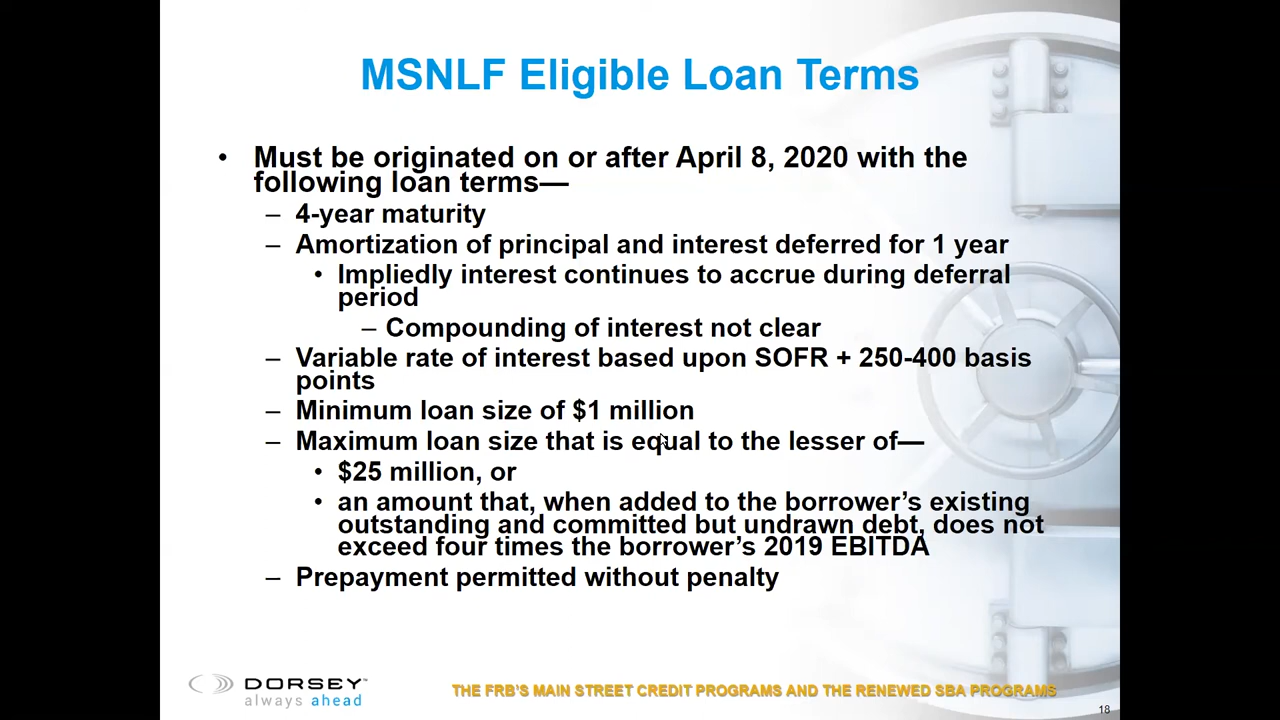 MSNLF Eligible Loan Terms
• Must be originated on or after April 8, 2020 with the
following loan terms—
– 4-year maturity
– Amortization of principal and interest deferred for 1 year
• Impliedly interest continues to accrue during deferral
period
– Compounding of interest not clear
– Variable rate of interest based upon SOFR + 250-400 basis
points
– Minimum loan size of $1 million
– Maximum loan size that is equal to the lesser of—
• $25 million, or
• an amount that, when added to the borrower’s existing
outstanding and committed but undrawn debt, does not
exceed four times the borrower’s 2019 EBITDA
– Prepayment permitted without penalty
DORSEY™
always ahead
THE FRB'S MAIN STREET CREDIT PROGRAMS AND THE RENEWED SBA PROGRAMS
18